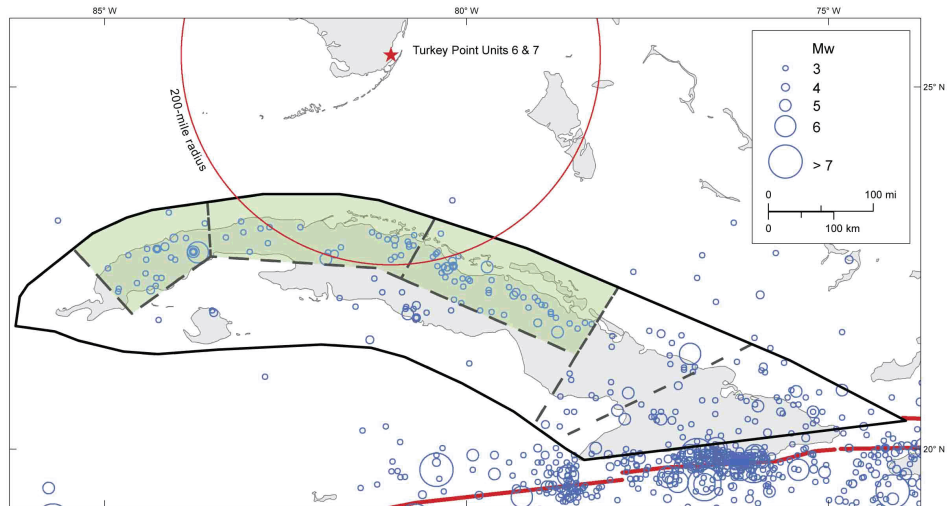 85° W
80° W
75° W
Turkey Point Units 6 & 7
200-mile radius
Mw
3
4
5
6
> 7
0
100 mi
0
100 km
25° N
20° N